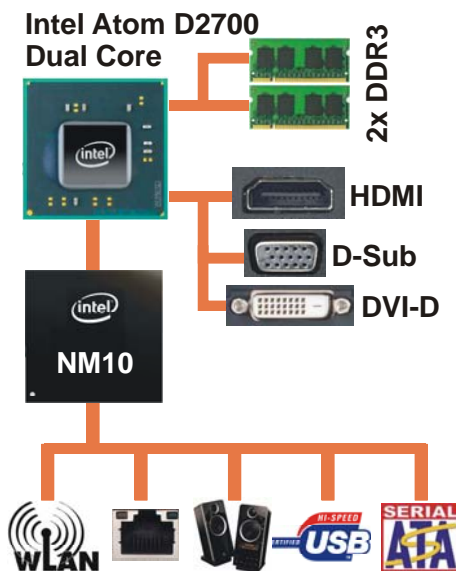 Intel Atom D2700
Dual Core
2x DDR3
intel
HDMI
D-Sub
DVI-D
intel
NM10
WLAN
HI-SPEED
CERTIFIED
USB
SERIAL
ATA